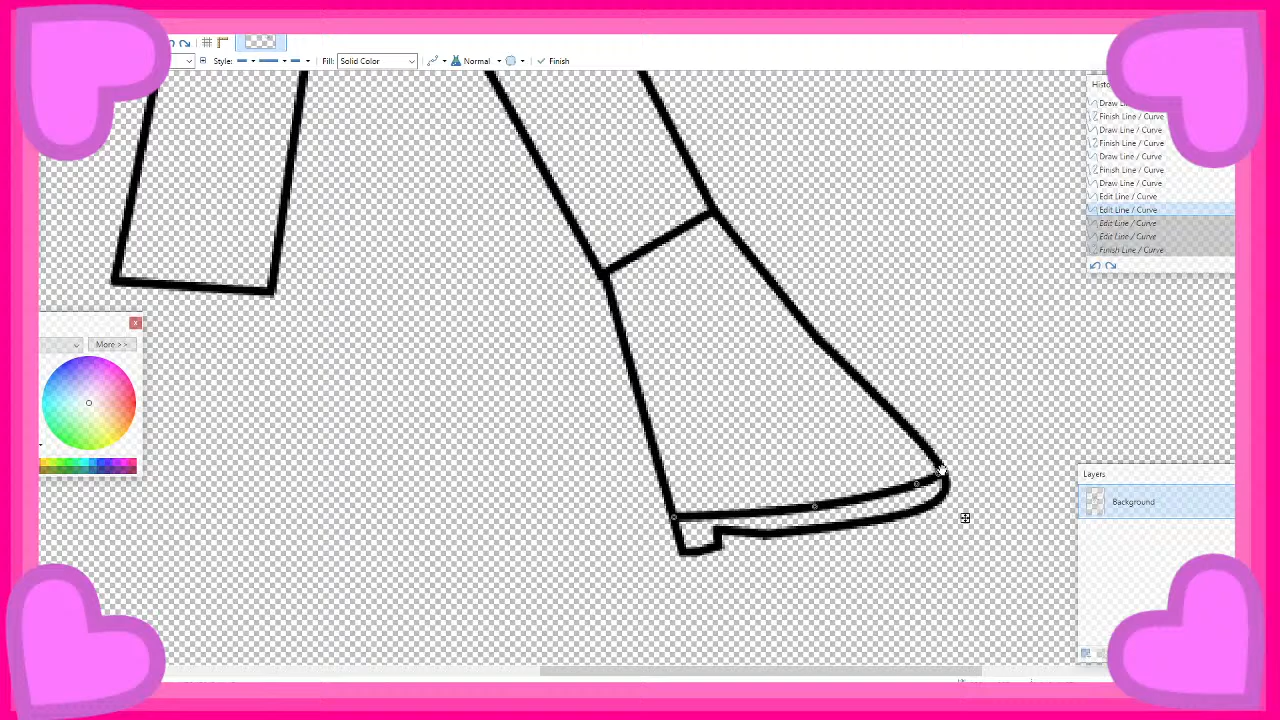 Style:
Fill:
Solid Color
Normal
Finish
Histo
Draw Li
Finish Line / Curve
Draw Line / Curve
Finish Line / Curve
Draw Line / Curve
Finish Line / Curve
Draw Line / Curve
Edit Line / Curve
Edit Line / Curve
Edit Line / Curve
Edit Line / Curve
Finish Line / Curve
More >>
Layers
Background